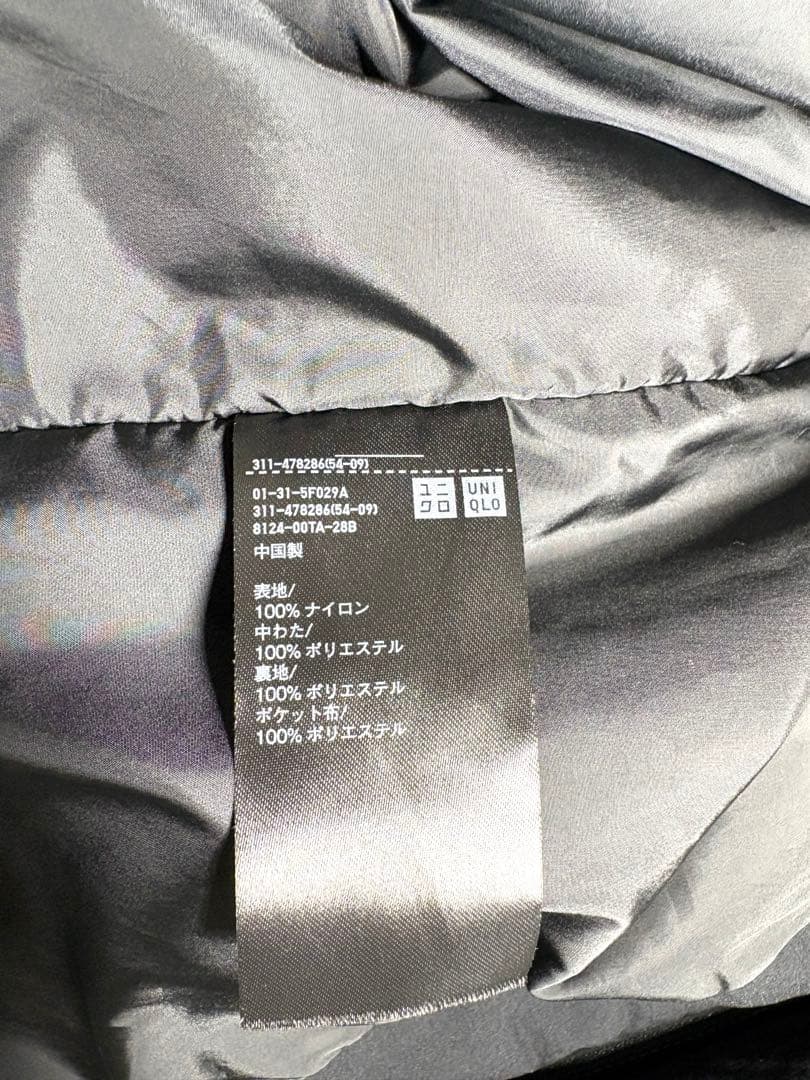 311-478286(54-09)
01-31-5F029A
311-478286(54-09)
8124-00TA-28B
ユニクロ
UNIQLO
中国製
表地/
100% ナイロン
中わた/
100% ポリエステル
裏地/
100% ポリエステル
ポケット布/
100% ポリエステル